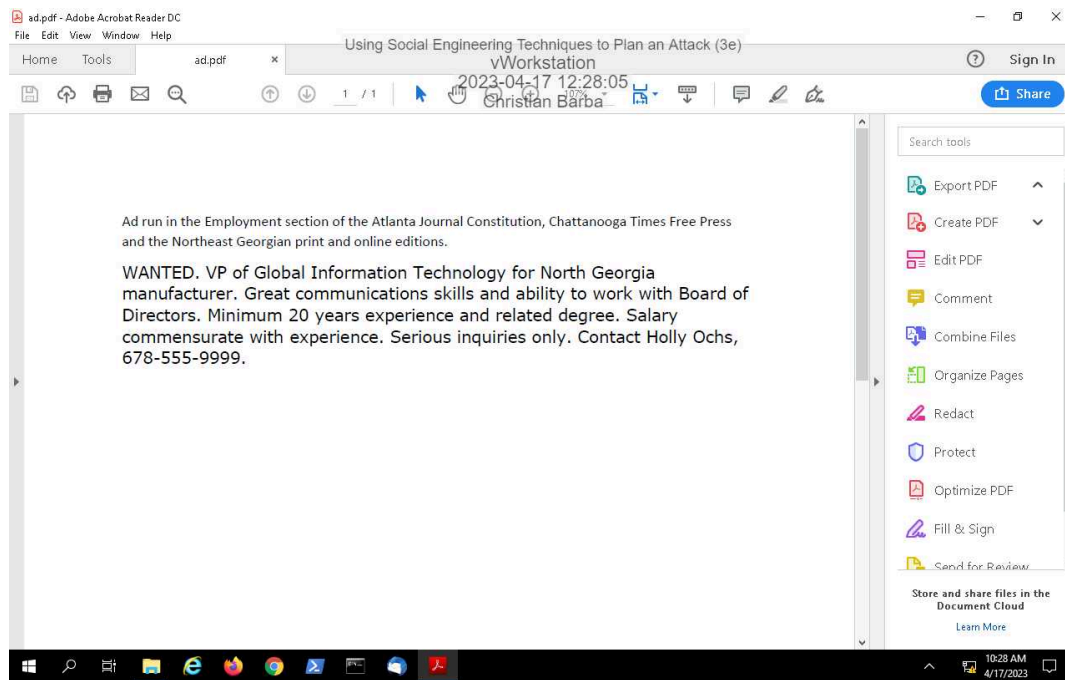 ad.pdf - Adobe Acrobat Reader DC
File Edit View Window Help
Using Social Engineering Techniques to Plan an Attack (3e)
Home Tools ad.pdf ×
vWorkstation
Sign In
2023-04-17 12:28:05
1 / 1
107%
Share
Christian Barba
Search tools
Export PDF
Create PDF
Edit PDF
Comment
Combine Files
Organize Pages
Redact
Protect
Optimize PDF
Fill & Sign
Send for Review
Store and share files in the
Document Cloud
Learn More
Ad run in the Employment section of the Atlanta Journal Constitution, Chattanooga Times Free Press
and the Northeast Georgian print and online editions.
WANTED. VP of Global Information Technology for North Georgia
manufacturer. Great communications skills and ability to work with Board of
Directors. Minimum 20 years experience and related degree. Salary
commensurate with experience. Serious inquiries only. Contact Holly Ochs,
678-555-9999.
10:28 AM
4/17/2023